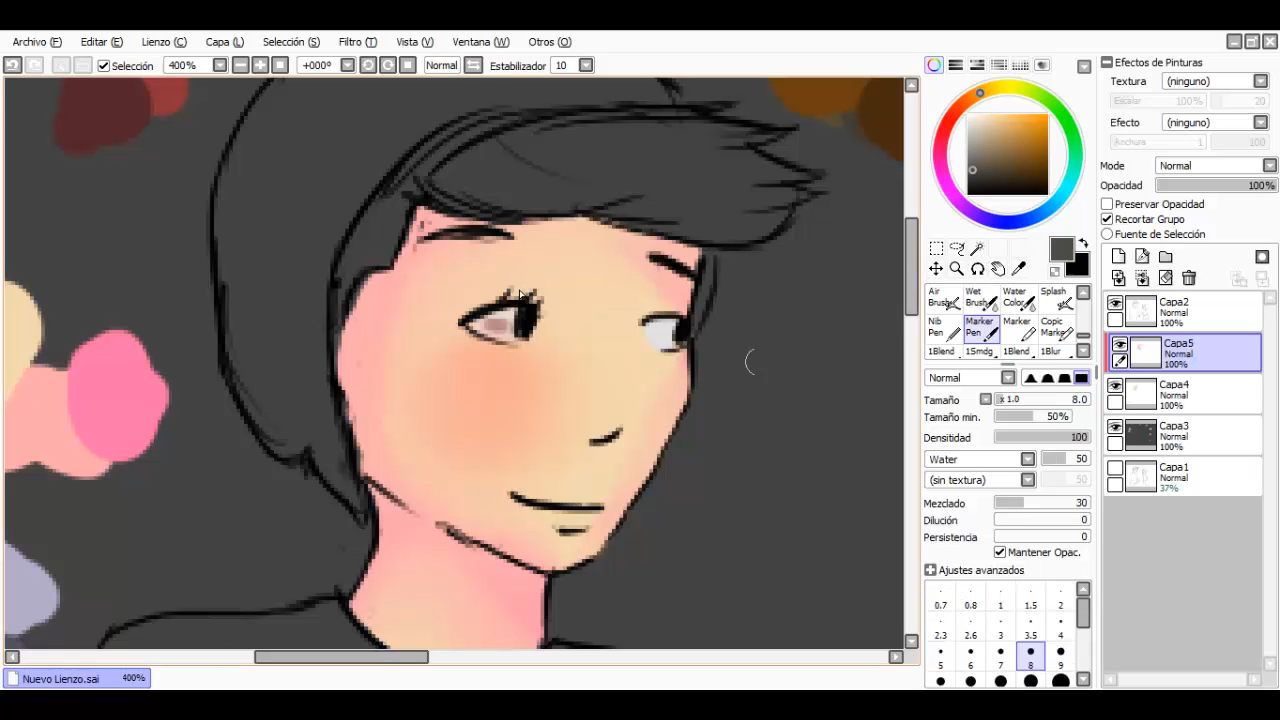 Archivo (F) Editar (E) Lienzo (C) Capa (L) Selección (S) Filtro (T) Vista (V) Ventana (W) Otros (O)
Selección 400% +000º Normal Estabilizador 10
Efectos de Pinturas
Textura (ninguno)
Escalar 100% 20
Efecto (ninguno)
Anchura 1 100
Mode Normal
Opacidad 100%
Preservar Opacidad
Recortar Grupo
Fuente de Selección
Air Brush
Wet Brush
Water Color
Splash
Nib Pen
Marker Pen
Marker
Copic Marke
1Blend 1Smdg 1Blend 1Blur
Normal
Tamaño x 1.0 8.0
Tamaño min. 50%
Densitidad 100
Water 50
(sin textura) 50
Mezclado 30
Dilución 0
Persistencia 0
Mantener Opac.
Ajustes avanzados
0.7 0.8 1 1.5 2
2.3 2.6 3 3.5 4
5 6 7 8 9
Capa2
Normal
100%
Capa5
Normal
100%
Capa4
Normal
100%
Capa3
Normal
100%
Capa1
Normal
37%
Nuevo Lienzo.sai 400%